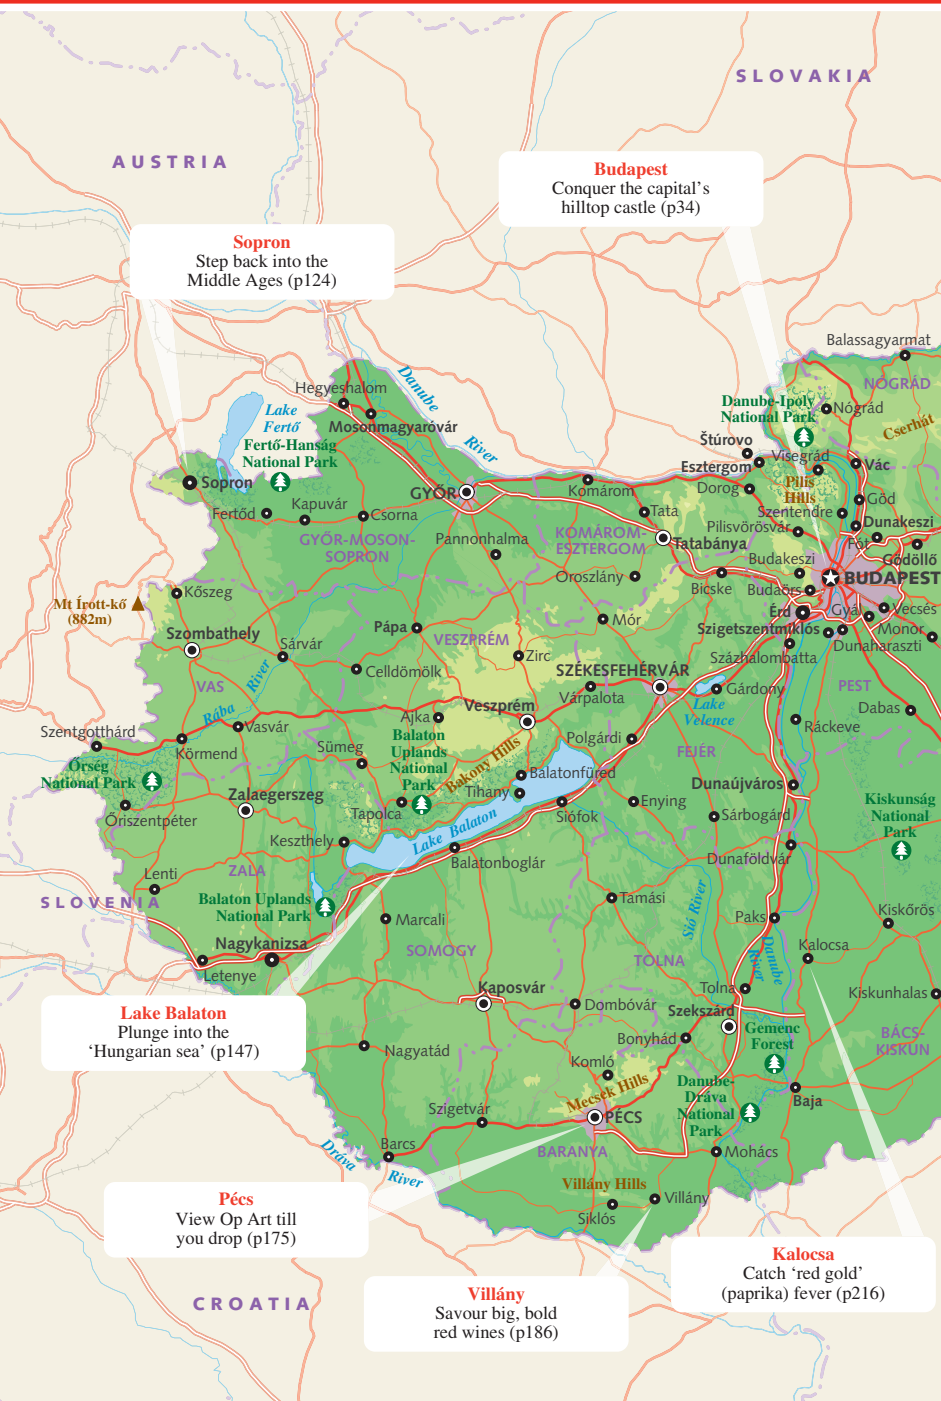 SLOVAKIA
AUSTRIA
Budapest
Conquer the capital's
hilltop castle (p34)
Sopron
Step back into the
Middle Ages (p124)
Balassagyarmat
NÓGRÁD
Hegyeshalom
Danube
Lake
Fertő
Mosonmagyaróvár
Danube-Ipoly
National Park
Nógrád
Cserhát
Fertő-Hanság
National Park
River
Štúrovo
Esztergom
Visegrád
Vác
Sopron
GYŐR
Komárom
Dorog
Pilis
Hills
Göd
Fertőd
Kapuvár
Csorna
Tata
Szentendre
Dunakeszi
GYŐR-MOSON-
SOPRON
Pannonhalma
KOMÁROM-
ESZTERGOM
Tatabánya
Pilisvörösvár
Fót
Gödöllő
Oroszlány
Budakeszi
BUDAPEST
Bicske
Budaörs
Mt Írott-kő
(882m)
Kőszeg
Érd
Gyál
Vecsés
Szombathely
Pápa
Mór
Szigetszentmiklós
Monor
Dunaharaszti
Sárvár
VESZPRÉM
Zirc
Százhalombatta
Celldömölk
SZÉKESFEHÉRVÁR
VAS
River
Várpalota
Gárdony
PEST
Rába
Veszprém
Lake
Velence
Dabas
Szentgotthárd
Vasvár
Ajka
Ráckeve
Körmend
Sümeg
Balaton
Uplands
National
Park
Polgárdi
FEJÉR
Őrség
National Park
Bakony Hills
Balatonfüred
Dunaújváros
Zalaegerszeg
Tihany
Enying
Kiskunság
National
Park
Őriszentpéter
Tapolca
Siófok
Sárbogárd
Keszthely
Lake Balaton
Balatonboglár
Dunaföldvár
ZALA
Lenti
SLOVENIA
Balaton Uplands
National Park
Tamási
Sió River
Marcali
Paks
Kiskőrös
Nagykanizsa
SOMOGY
TOLNA
Danube
River
Kalocsa
Letenye
Kaposvár
Tolna
Kiskunhalas
Lake Balaton
Plunge into the
'Hungarian sea' (p147)
Dombóvár
Szekszárd
Gemenc
Forest
BÁCS-
KISKUN
Nagyatád
Bonyhád
Komló
Mecsek Hills
Danube-
Dráva
National
Park
Baja
Szigetvár
PÉCS
Barcs
BARANYA
Mohács
Dráva
River
Villány Hills
Villány
Siklós
Pécs
View Op Art till
you drop (p175)
Kalocsa
Catch 'red gold'
(paprika) fever (p216)
Villány
Savour big, bold
red wines (p186)
CROATIA